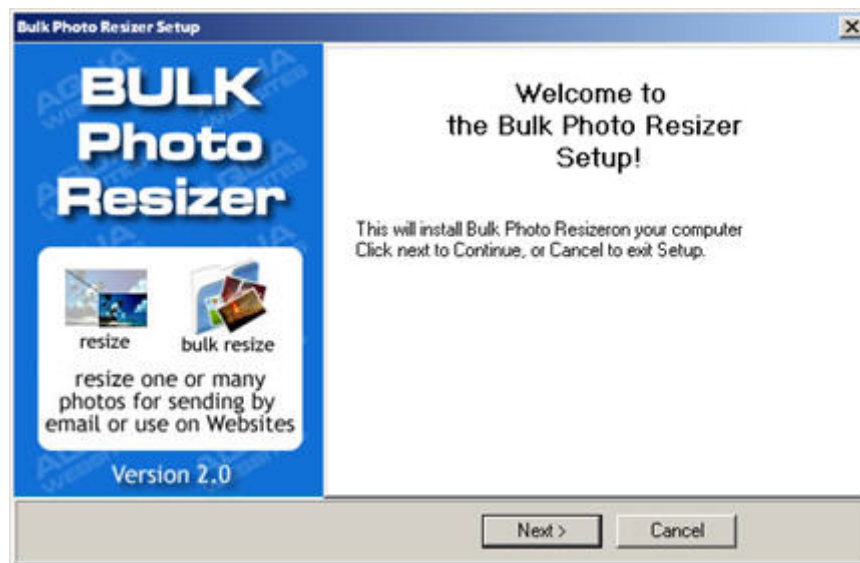 Bulk Photo Resizer Setup
BULK
Photo
Resizer
resize
bulk resize
resize one or many
photos for sending by
email or use on Websites
Version 2.0
Welcome to
the Bulk Photo Resizer
Setup!
This will install Bulk Photo Resizeron your computer
Click next to Continue, or Cancel to exit Setup.
Next >
Cancel
AQUA
WEBSITES